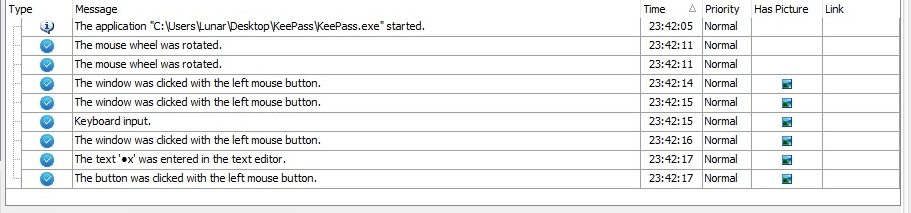 Type Message Time Priority Has Picture Link
The application "C:\Users\Lunar\Desktop\KeePass\KeePass.exe" started. 23:42:05 Normal
The mouse wheel was rotated. 23:42:11 Normal
The mouse wheel was rotated. 23:42:11 Normal
The window was clicked with the left mouse button. 23:42:14 Normal
The window was clicked with the left mouse button. 23:42:15 Normal
Keyboard input. 23:42:15 Normal
The window was clicked with the left mouse button. 23:42:16 Normal
The text '●x' was entered in the text editor. 23:42:17 Normal
The button was clicked with the left mouse button. 23:42:17 Normal